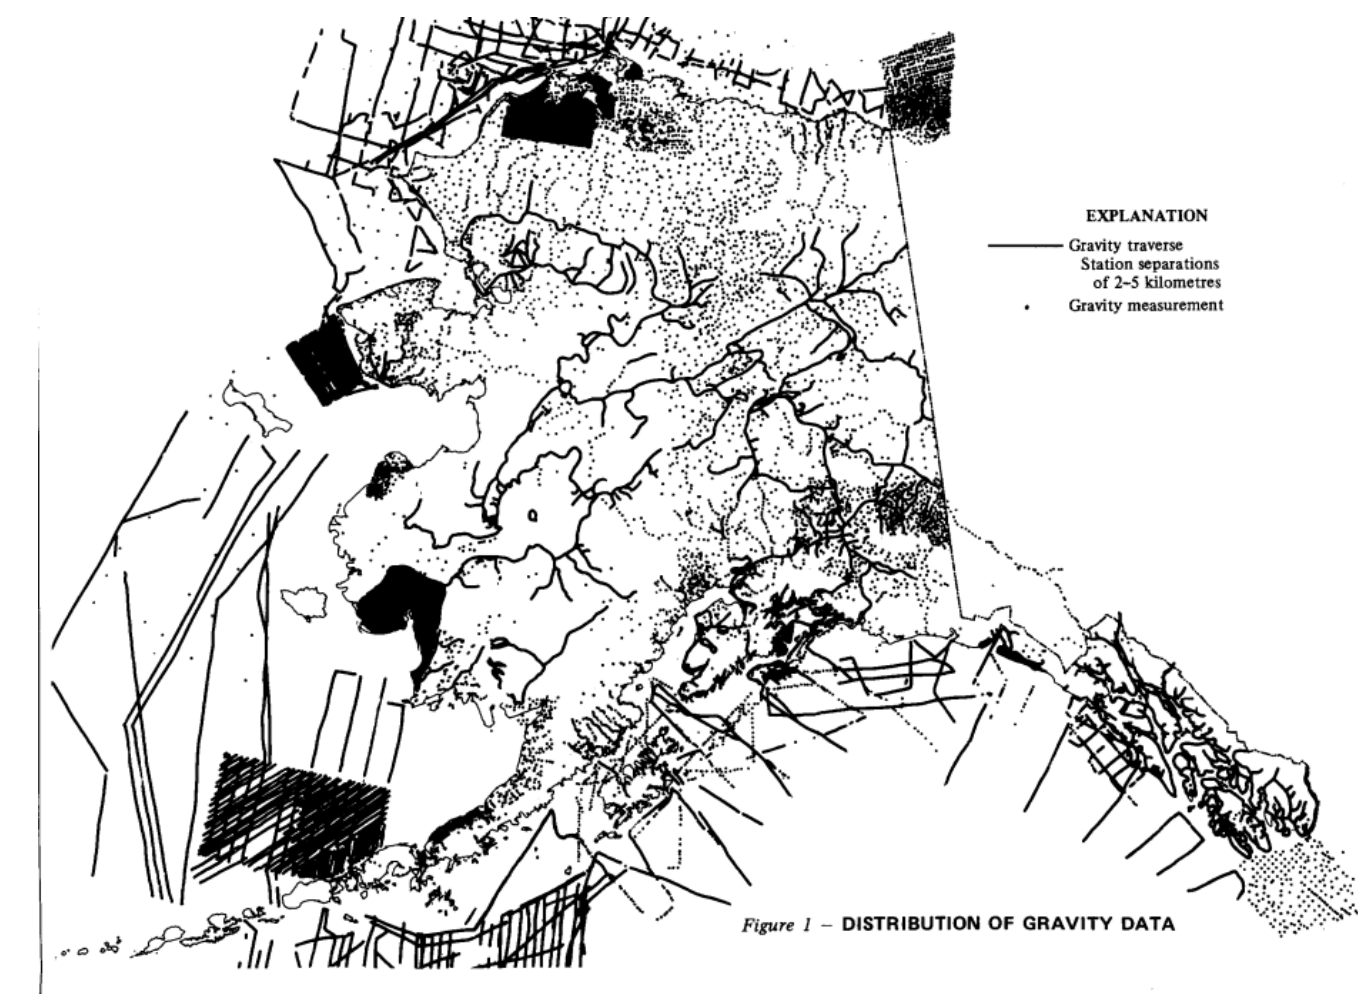 EXPLANATION
Gravity traverse
Station separations
of 2-5 kilometres
Gravity measurement
Figure 1 – DISTRIBUTION OF GRAVITY DATA